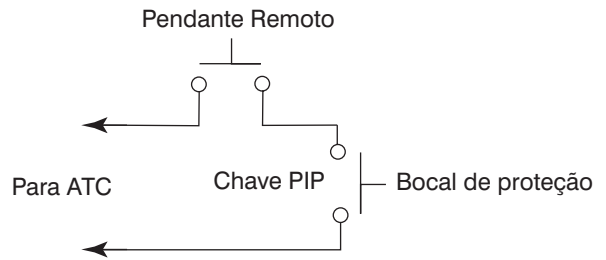 Pendante Remoto
Para ATC
Chave PIP
Bocal de proteção